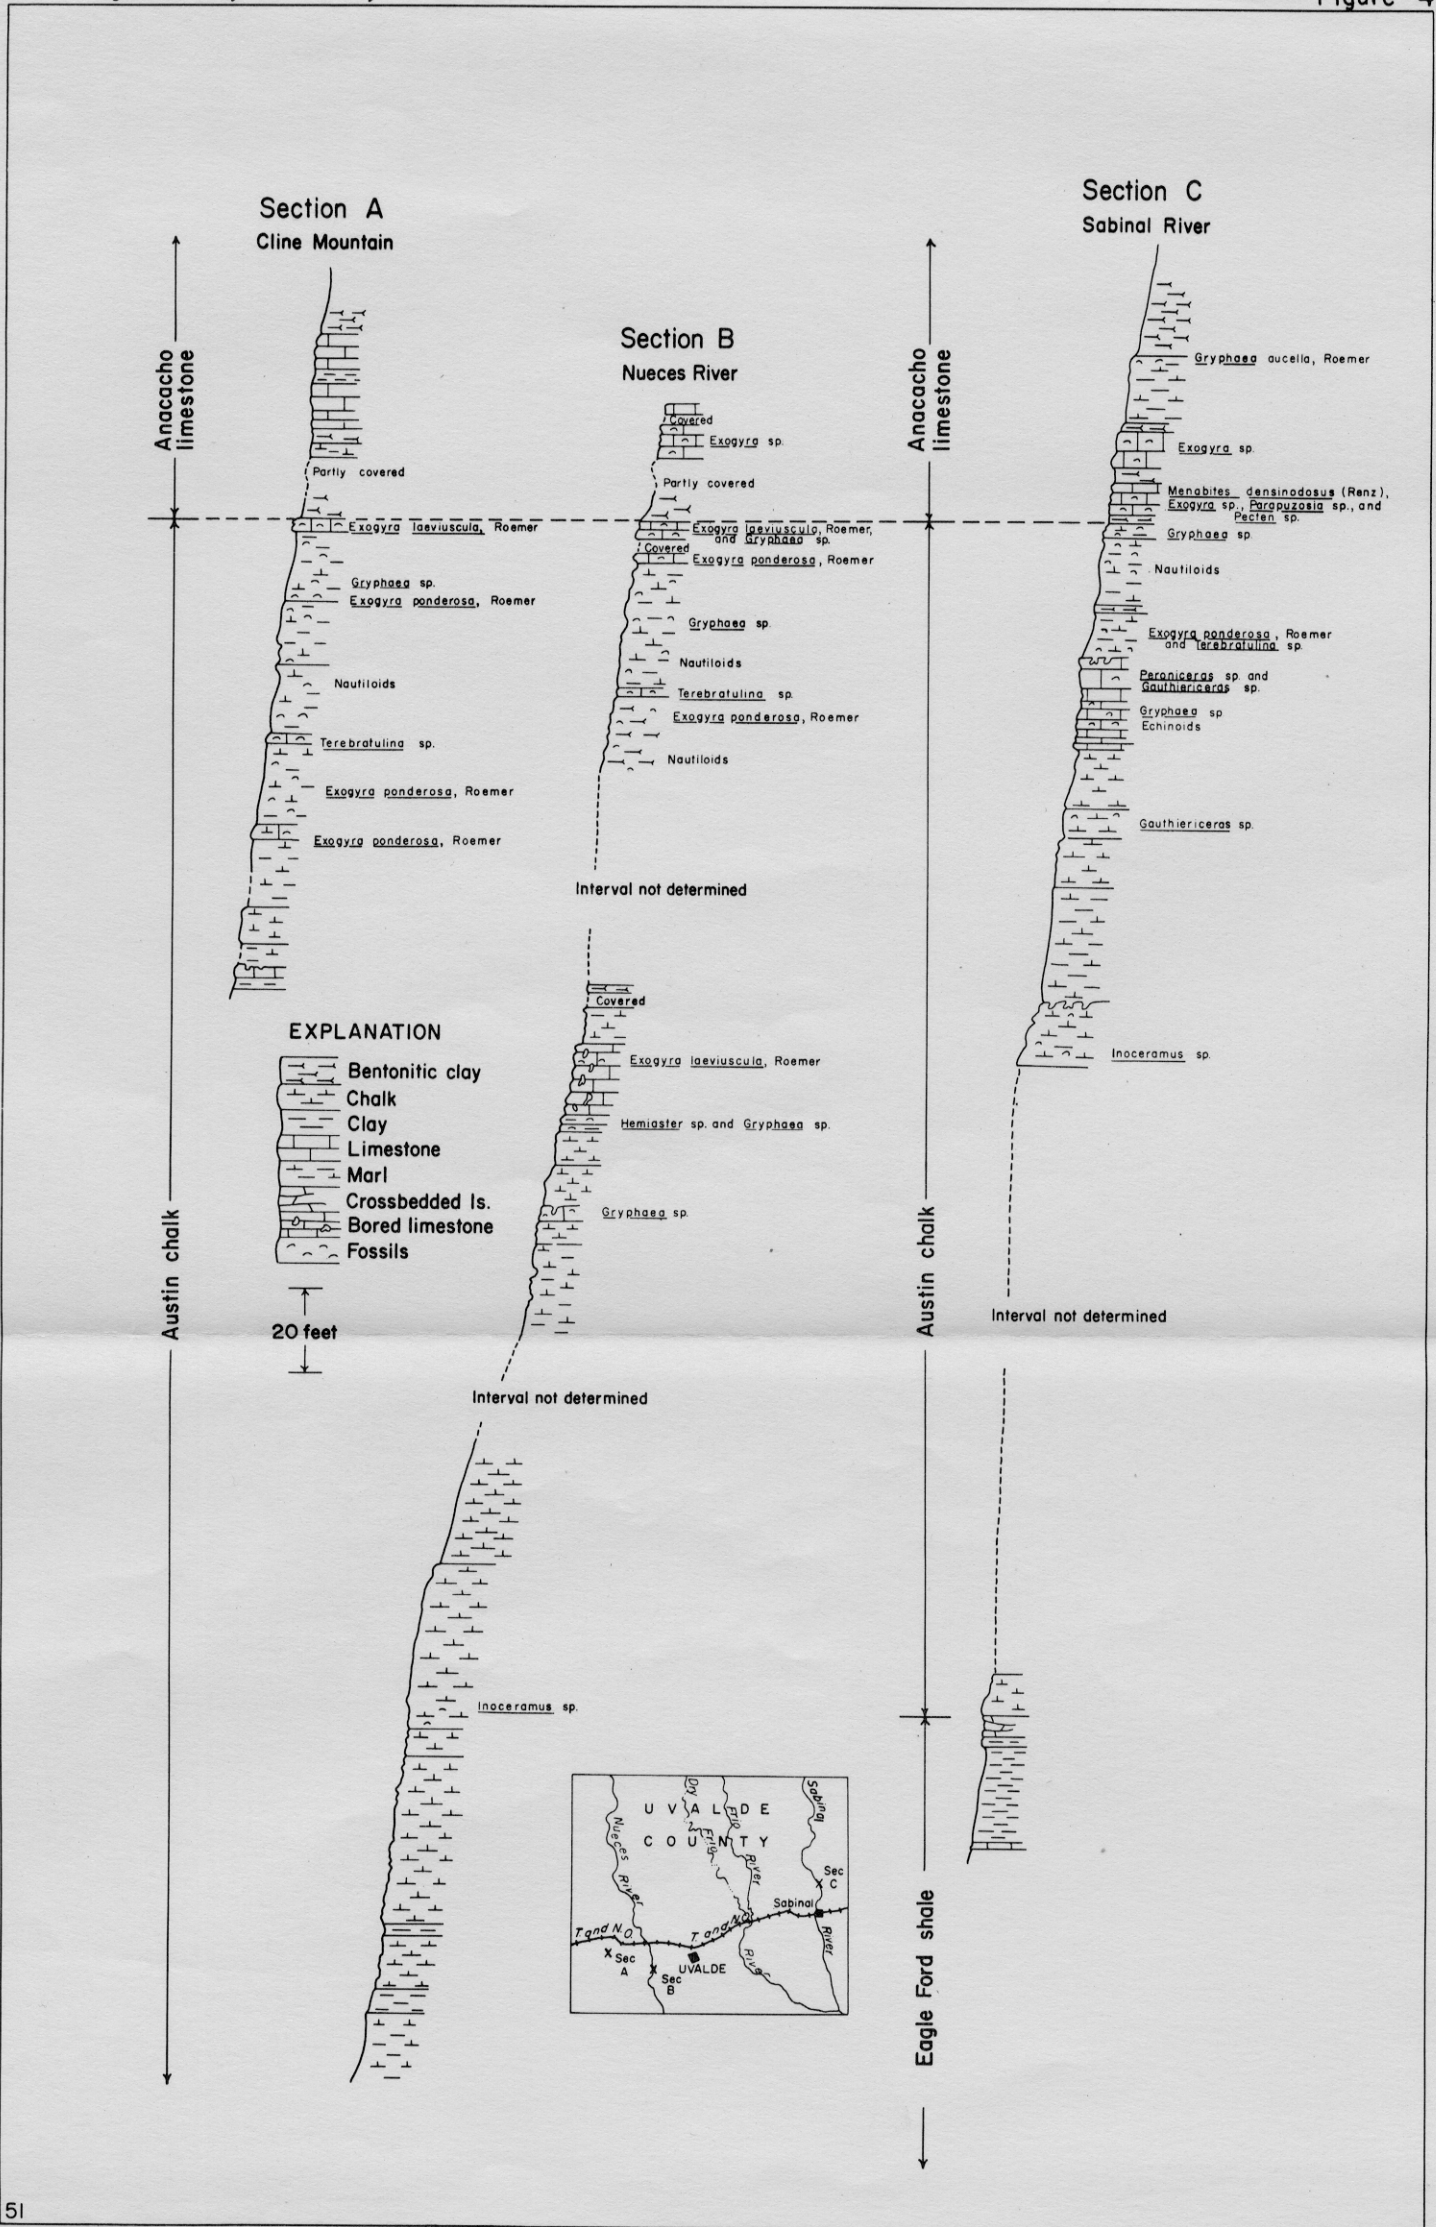 Figure 4
Section A
Cline Mountain
Anacacho
limestone
Partly covered
Exogyra laeviuscula, Roemer
Gryphaea sp.
Exogyra ponderosa, Roemer
Nautiloids
Terebratulina sp.
Exogyra ponderosa, Roemer
Exogyra ponderosa, Roemer
Austin chalk
EXPLANATION
Bentonitic clay
Chalk
Clay
Limestone
Marl
Crossbedded ls.
Bored limestone
Fossils
20 feet
Section B
Nueces River
Covered
Exogyra sp.
Partly covered
Exogyra laeviuscula, Roemer,
and Gryphaea sp.
Covered
Exogyra ponderosa, Roemer
Gryphaea sp.
Nautiloids
Terebratulina sp.
Exogyra ponderosa, Roemer
Nautiloids
Interval not determined
Covered
Exogyra laeviuscula, Roemer
Hemiaster sp. and Gryphaea sp.
Gryphaea sp.
Interval not determined
Inoceramus sp.
Section C
Sabinal River
Anacacho
limestone
Gryphaea aucella, Roemer
Exogyra sp.
Menabites densinodosus (Renz),
Exogyra sp., Parapuzosia sp., and
Pecten sp.
Gryphaea sp.
Nautiloids
Exogyra ponderosa, Roemer
and Terebratulina sp.
Peroniceras sp. and
Gauthiericeras sp.
Gryphaea sp
Echinoids
Gauthiericeras sp.
Inoceramus sp.
Austin chalk
Interval not determined
Eagle Ford shale
UVALDE
COUNTY
Nueces
River
Dry
Frio
Frio
River
River
Sabinal
River
Sec
C
Sabinal
T. and N.O.
T. and N.O.
Sec
A
Sec
B
UVALDE
51